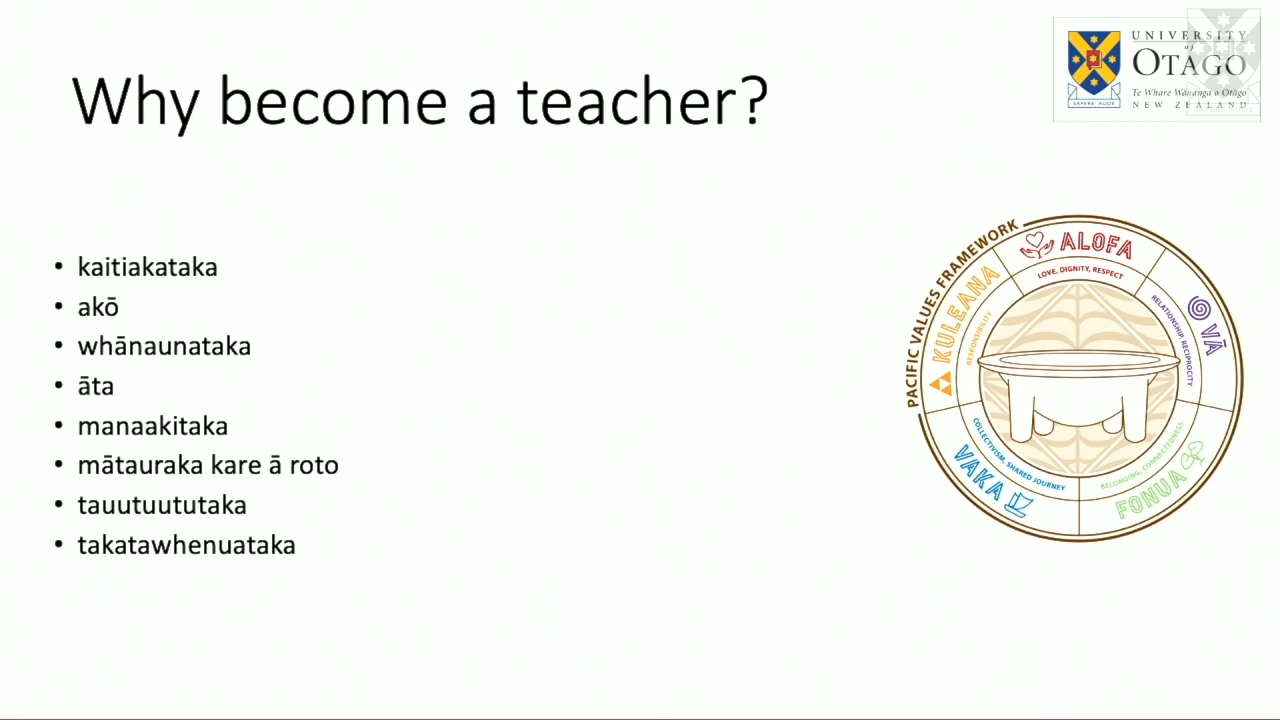 Why become a teacher?
UNIVERSITY
of
OTAGO
Te Whare Wānanga o Otāgo
NEW ZEALAND
SAPERE AUDE
• kaitiakataka
• akō
• whānaunataka
• āta
• manaakitaka
• mātauraka kare ā roto
• tauutuututaka
• takatawhenuataka
PACIFIC VALUES FRAMEWORK
ALOFA
LOVE, DIGNITY, RESPECT
VĀ
RELATIONSHIP, RECIPROCITY
FONUA
BELONGING, CONNECTEDNESS
VAKA
COLLECTIVISM, SHARED JOURNEY
KULEANA
RESPONSIBILITY